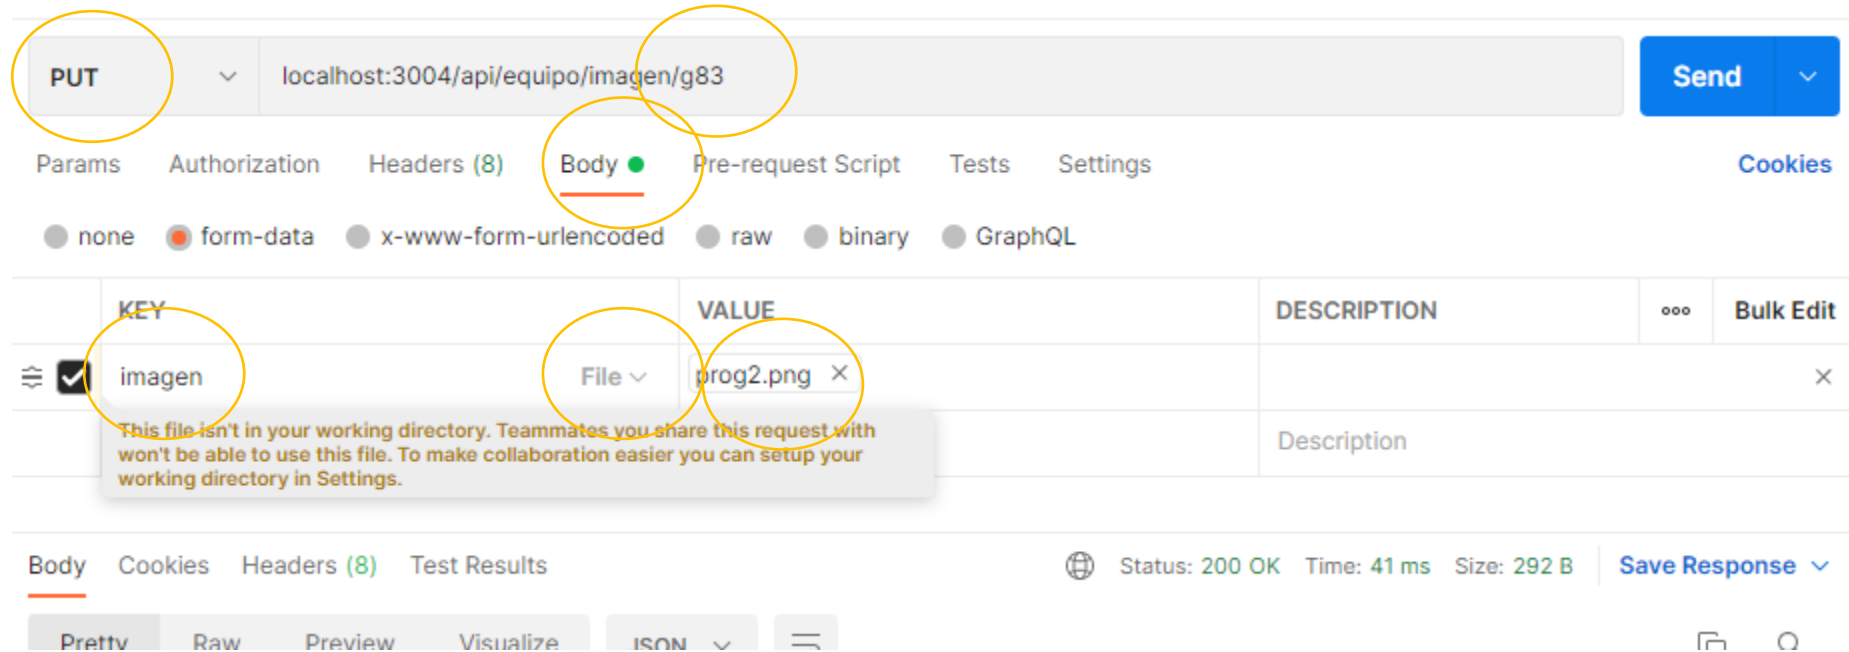 PUT localhost:3004/api/equipo/imagen/g83 Send
Params Authorization Headers (8) Body Pre-request Script Tests Settings Cookies
none form-data x-www-form-urlencoded raw binary GraphQL
KEY VALUE DESCRIPTION ooo Bulk Edit
imagen File prog2.png
This file isn't in your working directory. Teammates you share this request with
won't be able to use this file. To make collaboration easier you can setup your
working directory in Settings.
Description
Body Cookies Headers (8) Test Results Status: 200 OK Time: 41 ms Size: 292 B Save Response
Pretty Raw Preview Visualize JSON